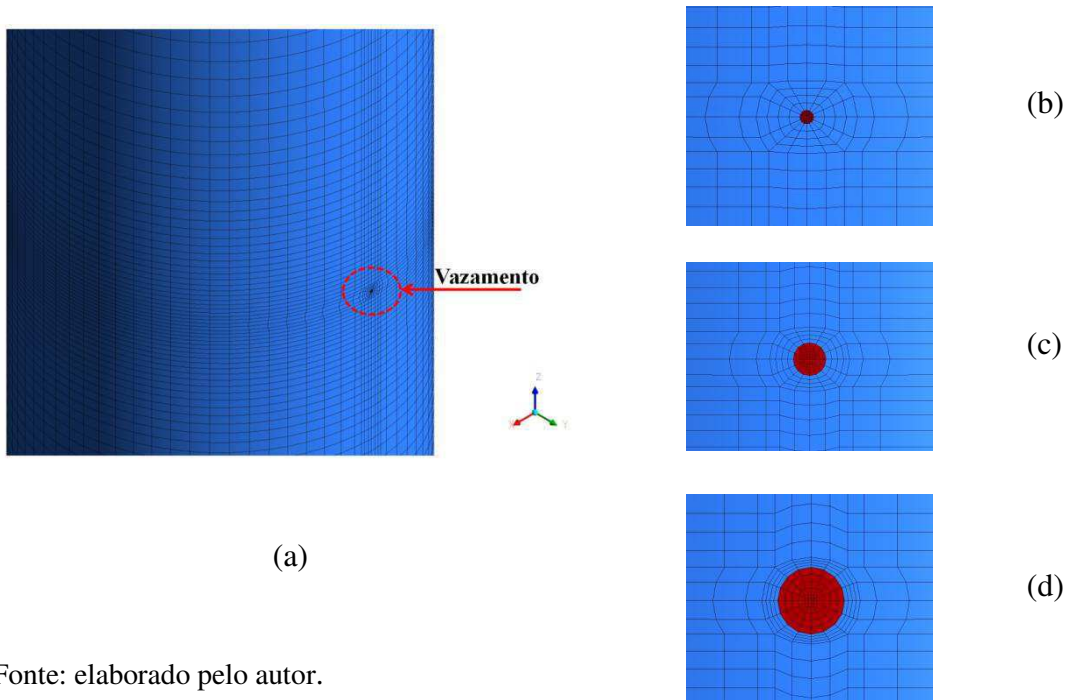 (b)
Vazamento
(c)
Z
X
Y
(a)
(d)
Fonte: elaborado pelo autor.